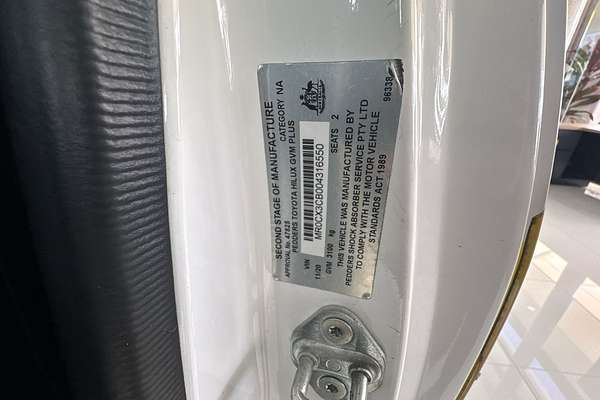 SECOND STAGE OF MANUFACTURE
APPROVAL No. 47825 CATEGORY NA
PEDDERS TOYOTA HILUX GVM PLUS
VIN MR0CX3CB004316550
11/20 SEATS 2
GVM 3100 kg
THIS VEHICLE WAS MANUFACTURED BY
PEDDERS SHOCK ABSORBER SERVICE PTY LTD
TO COMPLY WITH THE MOTOR VEHICLE
STANDARDS ACT 1989
96338